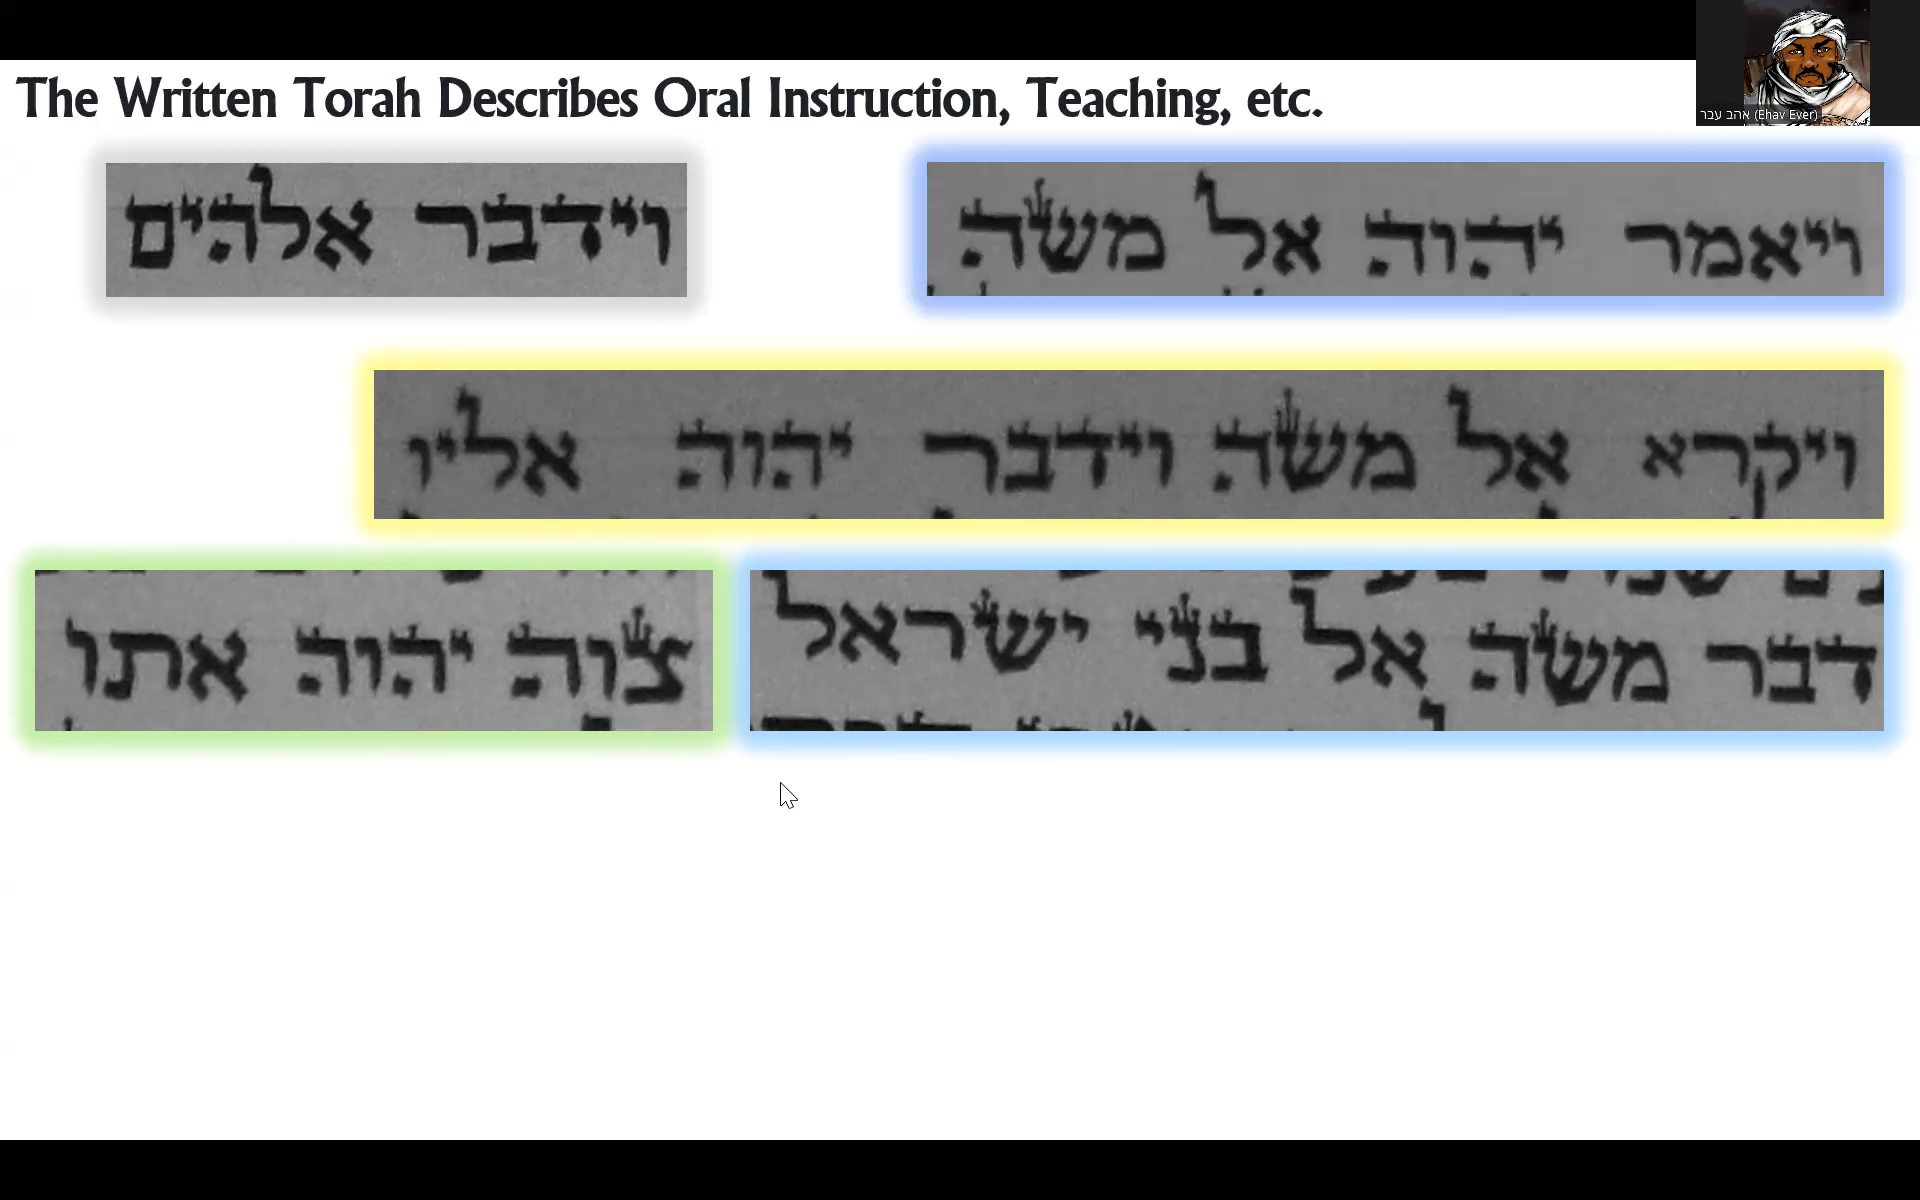 The Written Torah Describes Oral Instruction, Teaching, etc.
אהב עבר (Ehav Ever)
ויאמר יהוה אל משה
וידבר אלהים
ויקרא אל משה וידבר יהוה אליו
דבר משה אל בני ישראל
צוה יהוה אתו